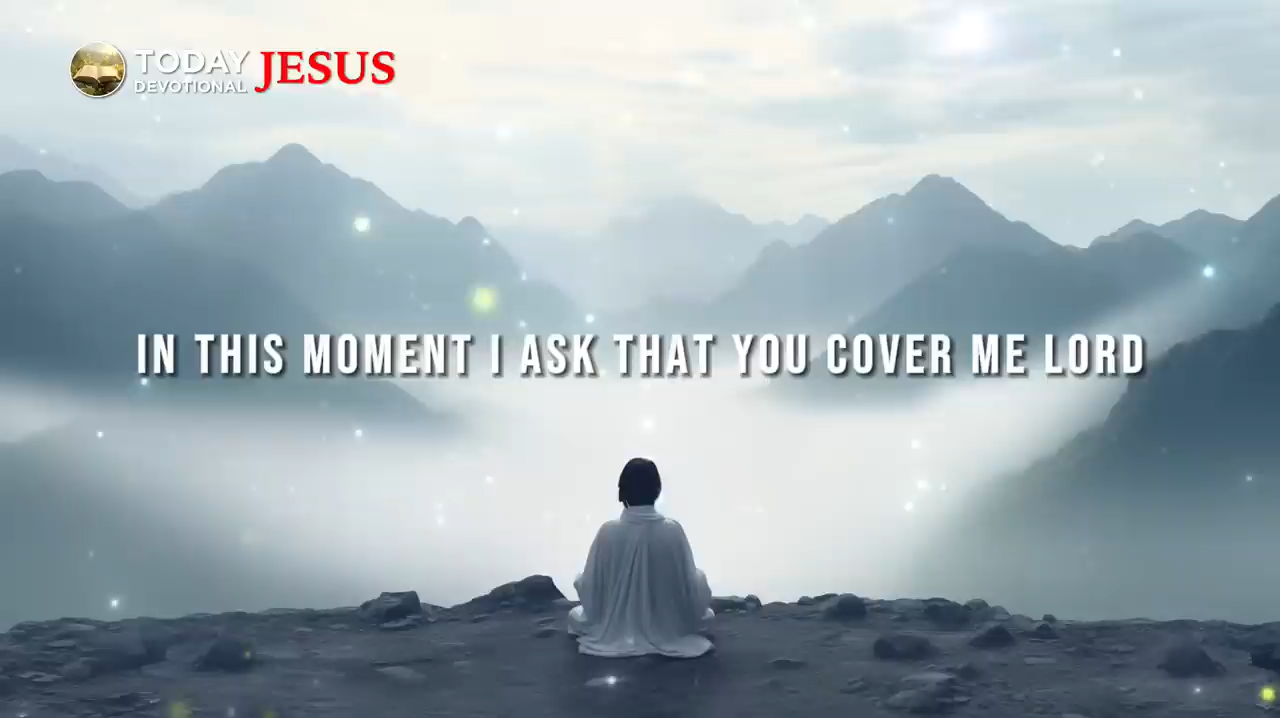 TODAY JESUS
DEVOTIONAL
IN THIS MOMENT I ASK THAT YOU COVER ME LORD